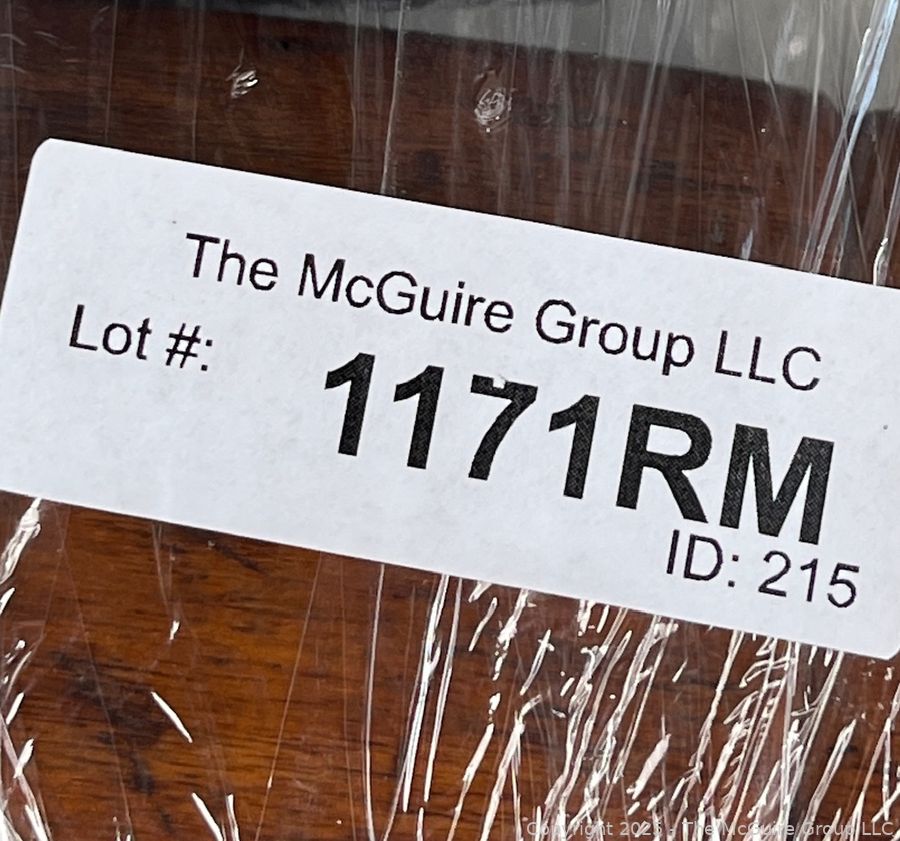 The McGuire Group LLC
Lot #:
1171RM
ID: 215
Copyright 2025 - The McGuire Group LLC